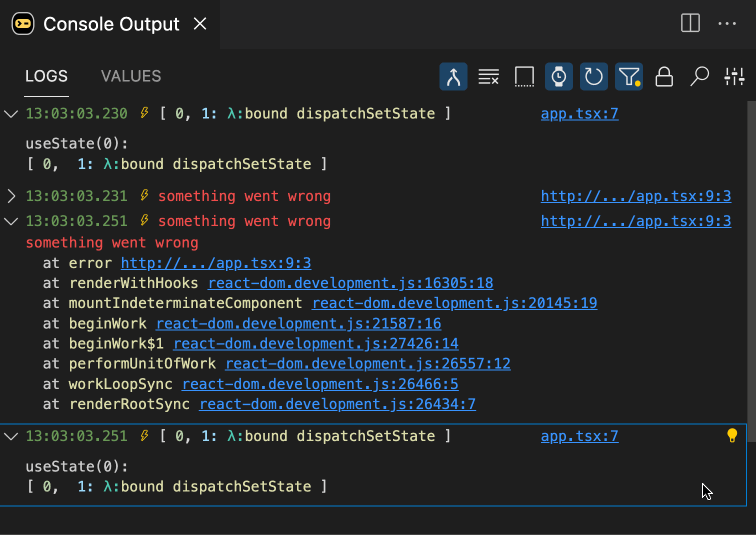 Console Output
LOGS VALUES
13:03:03.230 [ 0, 1: λ:bound dispatchSetState ] app.tsx:7
useState(0):
[ 0, 1: λ:bound dispatchSetState ]
13:03:03.231 something went wrong http://.../app.tsx:9:3
13:03:03.251 something went wrong http://.../app.tsx:9:3
something went wrong
at error http://.../app.tsx:9:3
at renderWithHooks react-dom.development.js:16305:18
at mountIndeterminateComponent react-dom.development.js:20145:19
at beginWork react-dom.development.js:21587:16
at beginWork$1 react-dom.development.js:27426:14
at performUnitOfWork react-dom.development.js:26557:12
at workLoopSync react-dom.development.js:26466:5
at renderRootSync react-dom.development.js:26434:7
13:03:03.251 [ 0, 1: λ:bound dispatchSetState ] app.tsx:7
useState(0):
[ 0, 1: λ:bound dispatchSetState ]